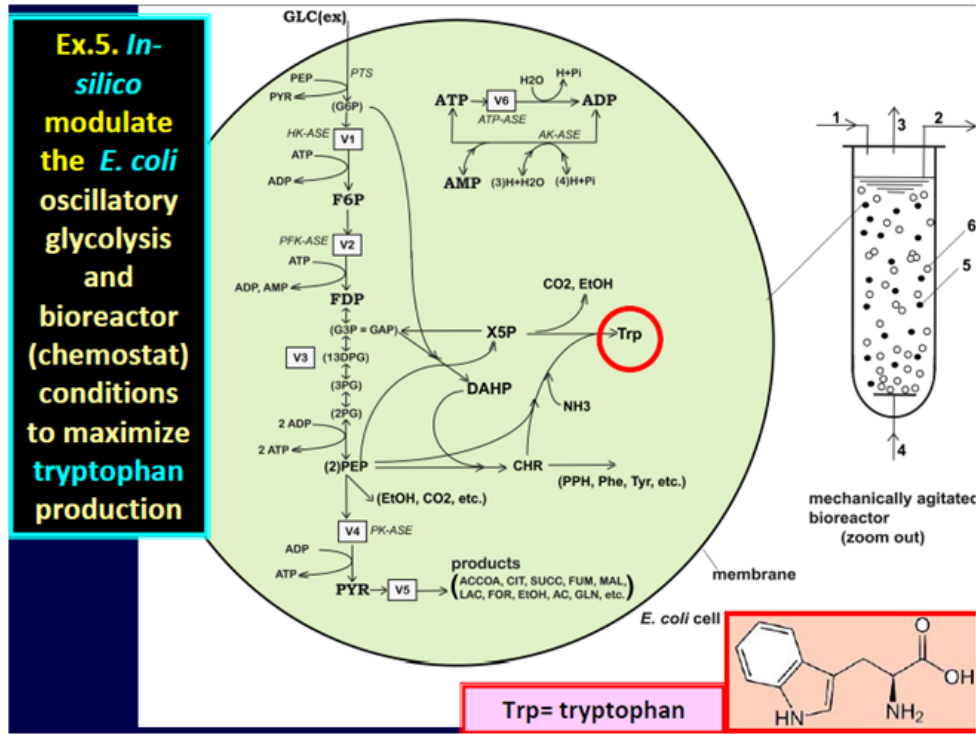 Ex.5. In-
silico
modulate
the E. coli
oscillatory
glycolysis
and
bioreactor
(chemostat)
conditions
to maximize
tryptophan
production
GLC(ex)
PTS
PEP
PYR
(G6P)
HK-ASE V1
ATP
ADP
F6P
PFK-ASE V2
ATP
ADP, AMP
FDP
(G3P = GAP)
V3 (13DPG)
(3PG)
(2PG)
2 ADP
2 ATP
(2)PEP
(EtOH, CO2, etc.)
V4 PK-ASE
ADP
ATP
PYR V5
products
(ACCOA, CIT, SUCC, FUM, MAL,
LAC, FOR, EtOH, AC, GLN, etc.)
H2O H+Pi
ATP V6 ADP
ATP-ASE
AK-ASE
AMP (3)H+H2O (4)H+Pi
CO2, EtOH
X5P Trp
DAHP
NH3
CHR (PPH, Phe, Tyr, etc.)
membrane
E. coli cell
1 3 2
6
5
4
mechanically agitated
bioreactor
(zoom out)
Trp= tryptophan
O
OH
NH2
HN